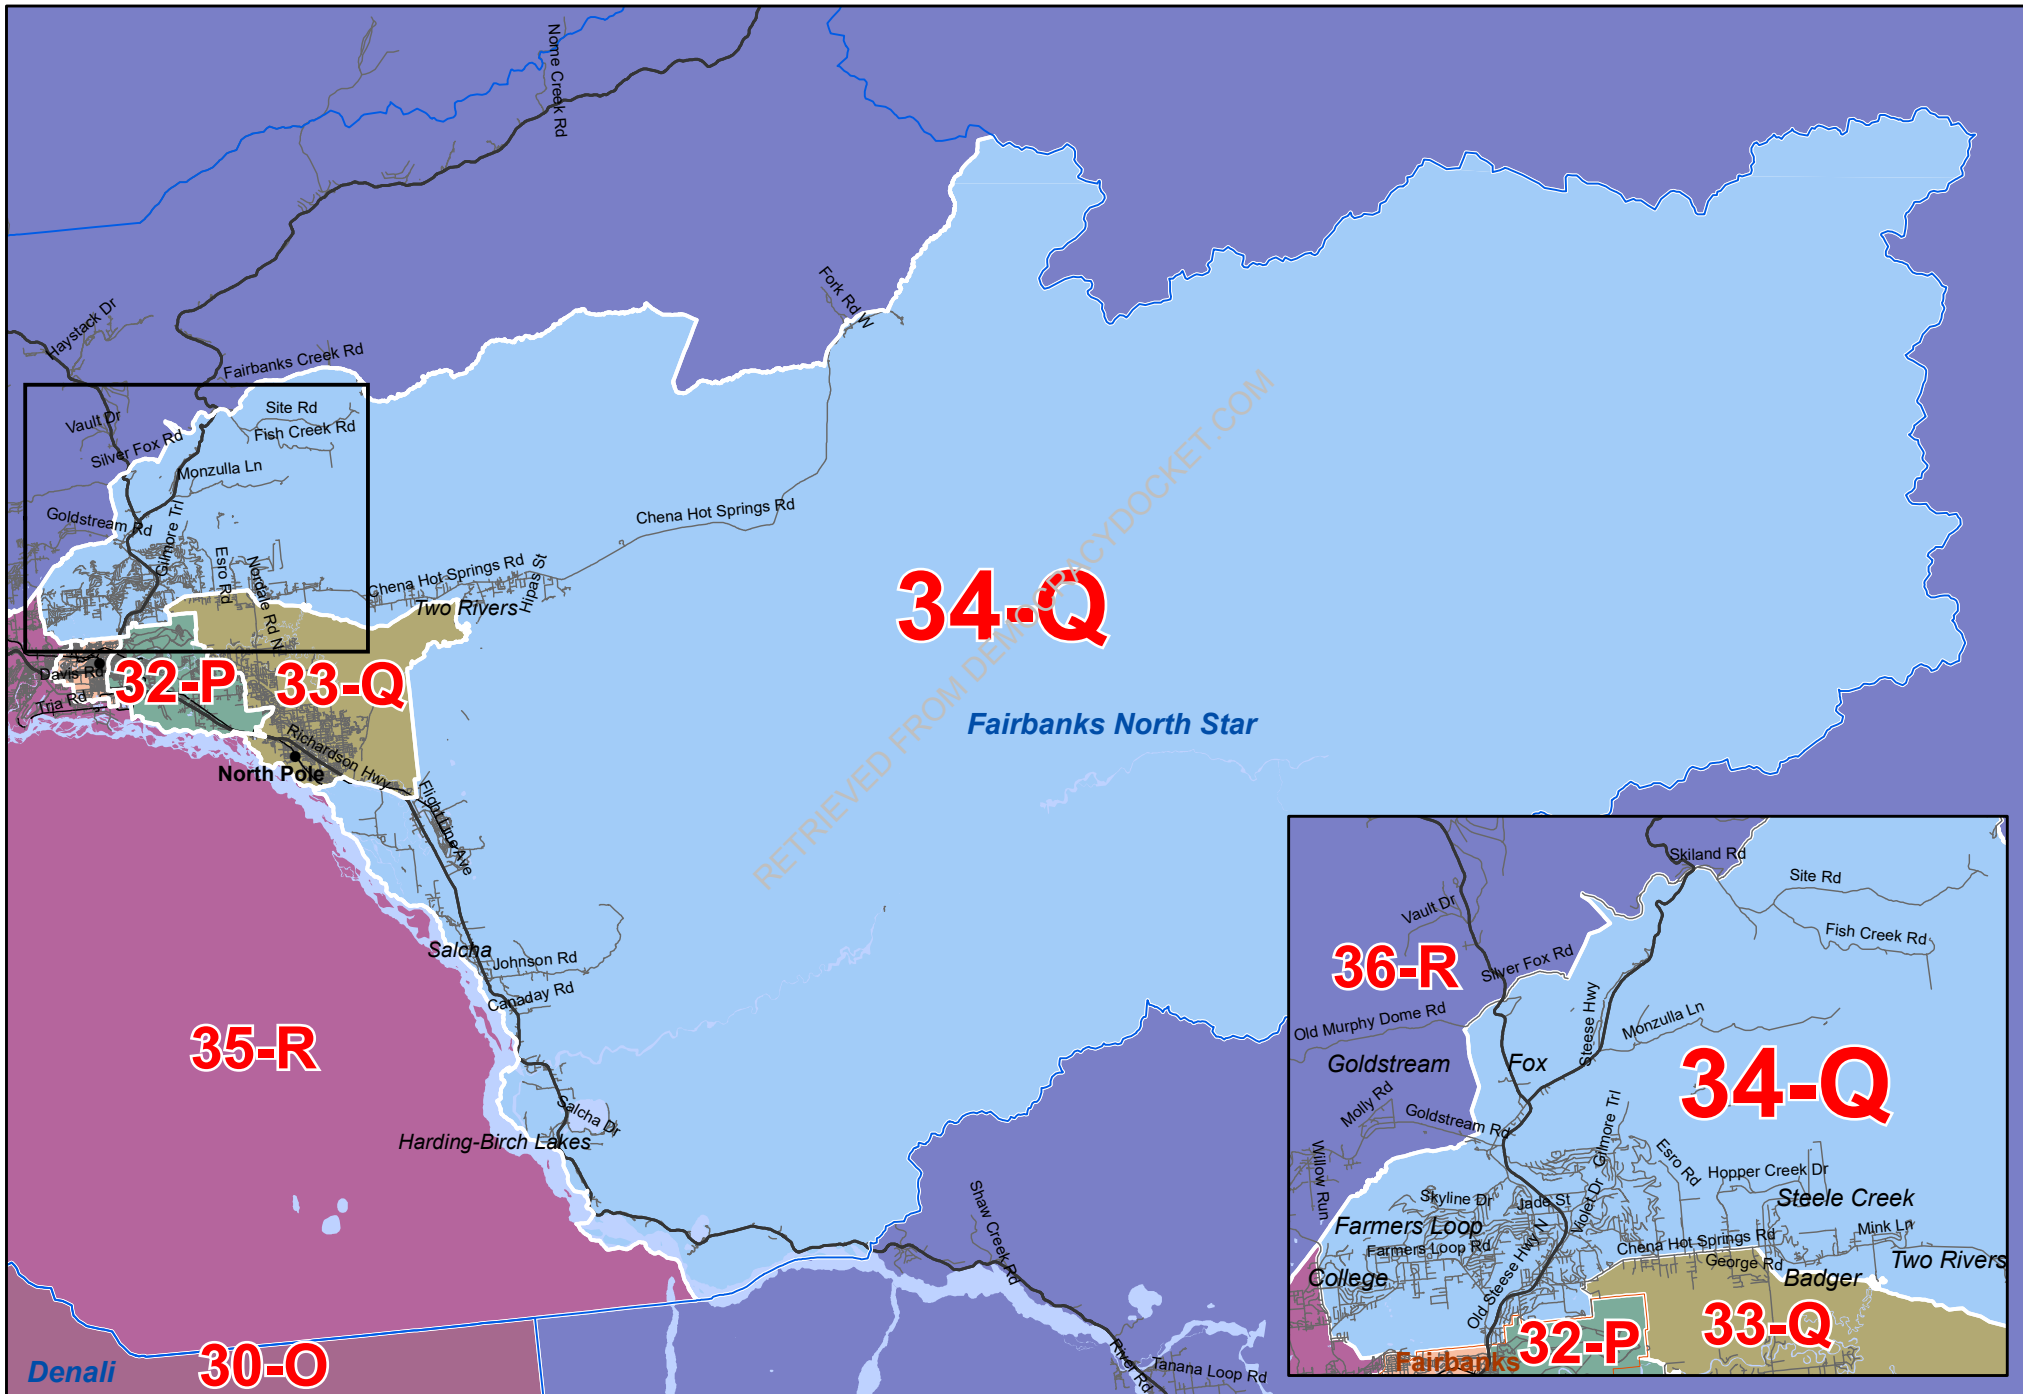 Nome Creek Rd
Haystack Dr
Fork Rd W
Fairbanks Creek Rd
Site Rd
Vault Dr
Fish Creek Rd
Silver Fox Rd
Monzulla Ln
Goldstream Rd
Gilmore Trl
Chena Hot Springs Rd
Esro Rd
Nordale Rd N
Chena Hot Springs Rd
Hipas St
Two Rivers
34-Q
RETRIEVED FROM DEMOCRACYDOCKET.COM
Davis Rd
32-P
33-Q
Tria Rd
Fairbanks North Star
Richardson Hwy
North Pole
Flight Line Ave
Salcha
Johnson Rd
Canaday Rd
35-R
Salcha Dr
Harding-Birch Lakes
Shaw Creek Rd
River Rd
Tanana Loop Rd
Denali
30-O
Skiland Rd
Site Rd
Vault Dr
Fish Creek Rd
36-R
Silver Fox Rd
Old Murphy Dome Rd
Steese Hwy
Monzulla Ln
Goldstream
Fox
34-Q
Molly Rd
Goldstream Rd
Gilmore Trl
Willow Run
Esro Rd
Hopper Creek Dr
Skyline Dr
Jade St
Violet Dr
Steele Creek
Farmers Loop
Mink Ln
Farmers Loop Rd
Chena Hot Springs Rd
College
Old Steese Hwy N
George Rd
Badger
Two Rivers
32-P
33-Q
Fairbanks